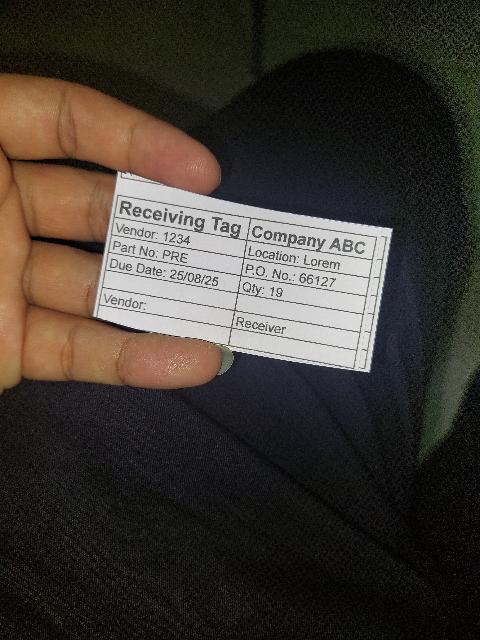 Receiving Tag
Vendor: 1234
Part No: PRE
Due Date: 25/08/25
Vendor:
Company ABC
Location: Lorem
P.O. No.: 66127
Qty: 19
Receiver